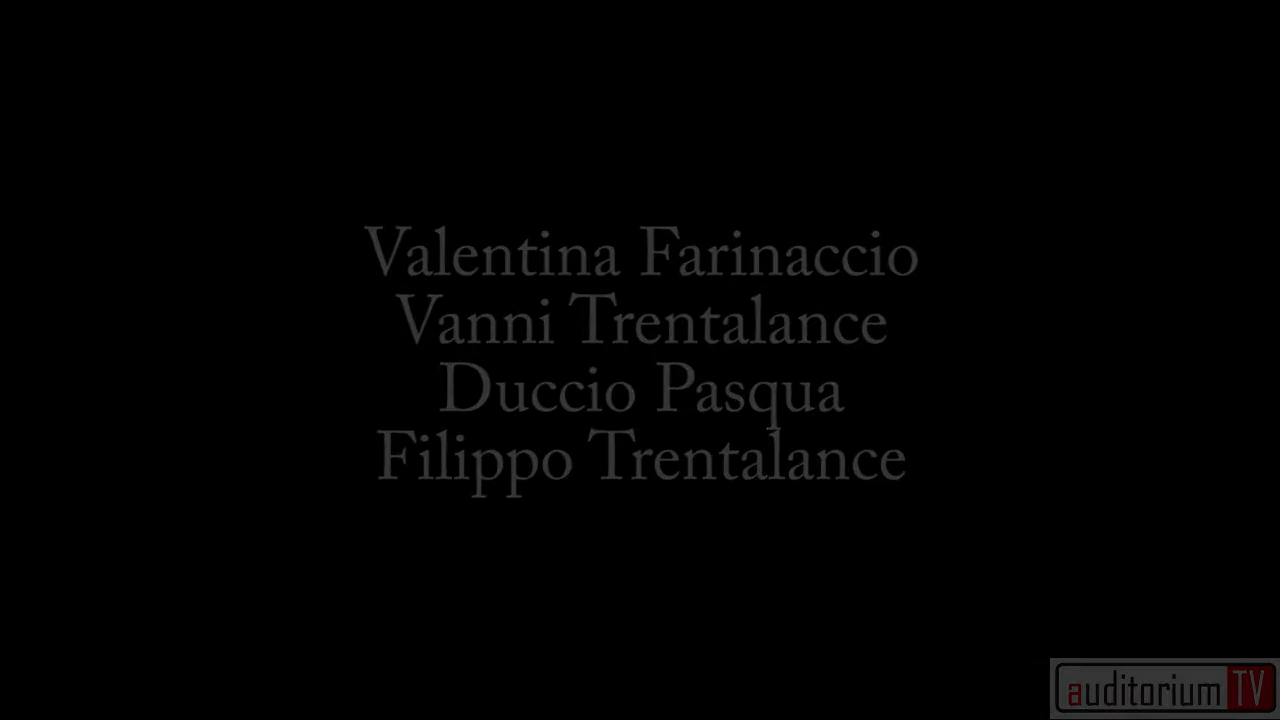 Valentina Farinaccio
Vanni Trentalance
Duccio Pasqua
Filippo Trentalance
auditorium TV